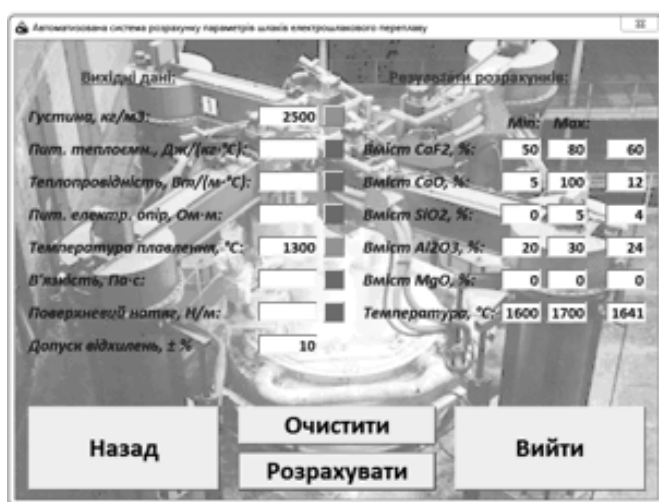 Автоматизована система розрахунку параметрів шлаків електрошлакового переплаву
Вихідні дані: Результати розрахунків:
Min: Max:
Густина, кг/м3: 2500
Пит. теплоємн., Дж/(кг·°C): Вміст CaF2, %: 50 80 60
Теплопровідність, Вт/(м·°C): Вміст CaO, %: 5 100 12
Пит. електр. опір, Ом·м: Вміст SiO2, %: 0 5 4
Температура плавлення, °C: 1300 Вміст Al2O3, %: 20 30 24
В'язкість, Па·с: Вміст MgO, %: 0 0 0
Поверхневий натяг, Н/м: Температура, °C: 1600 1700 1641
Допуск відхилень, ± % 10
Назад Очистити Вийти
Розрахувати